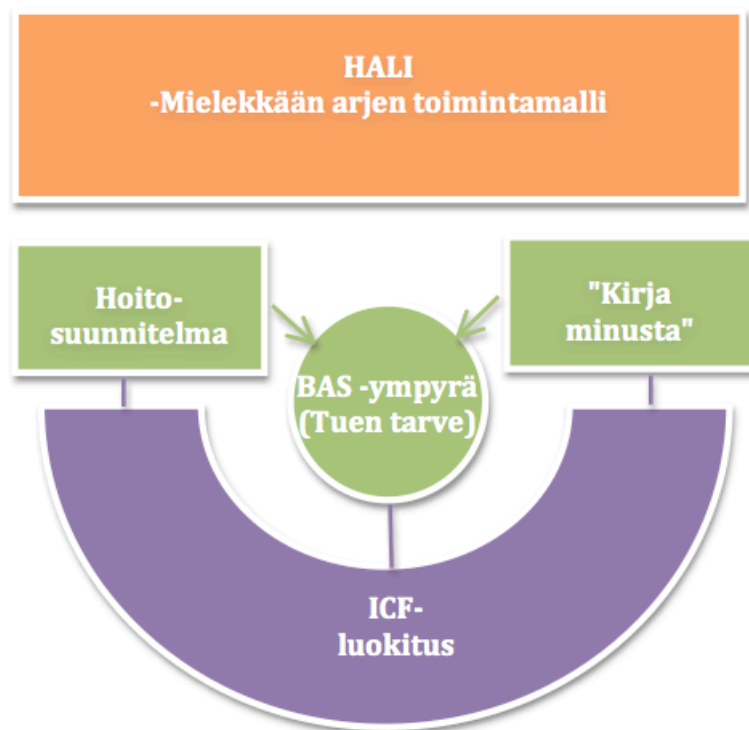 HALI
-Mielekkään arjen toimintamalli
Hoito-
suunnitelma
"Kirja
minusta"
BAS -ympyrä
(Tuen tarve)
ICF-
luokitus